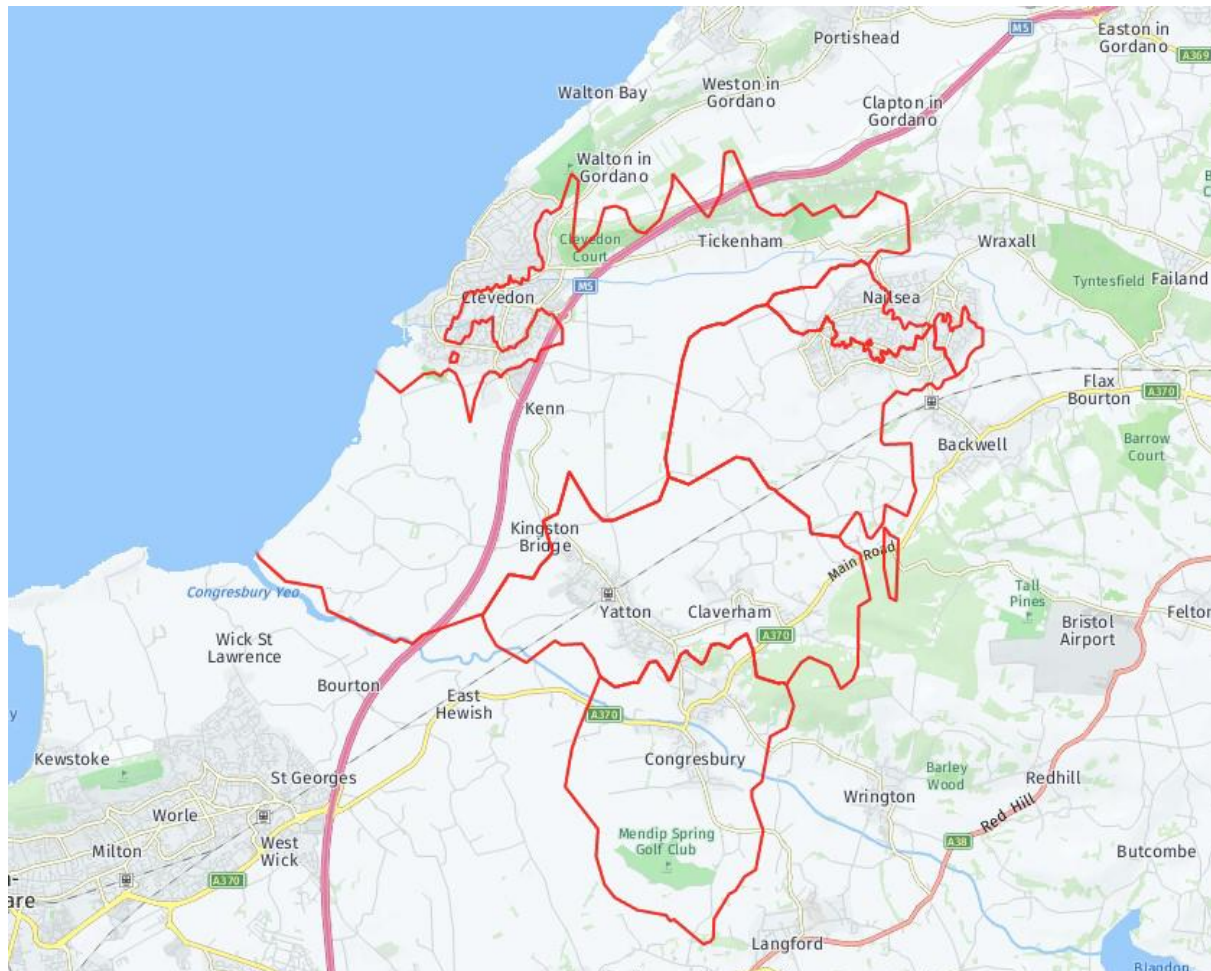 Portishead
M5
Easton in
Gordano
A369
Weston in
Gordano
Walton Bay
Clapton in
Gordano
Walton in
Gordano
Clevedon
Court
Tickenham
Wraxall
Tyntesfield
Failand
Clevedon
M5
Nailsea
Flax
Bourton
A370
Kenn
Backwell
Barrow
Court
Kingston
Bridge
Main Road
Congresbury Yeo
Yatton
Claverham
Tall
Pines
Bristol
Airport
Felton
A370
Wick St
Lawrence
Bourton
East
Hewish
A370
Kewstoke
St Georges
Congresbury
Barley
Wood
Redhill
Worle
Wrington
Red Hill
West
Wick
Mendip Spring
Golf Club
A38
Milton
Butcombe
A370
are
Langford
Blagdon